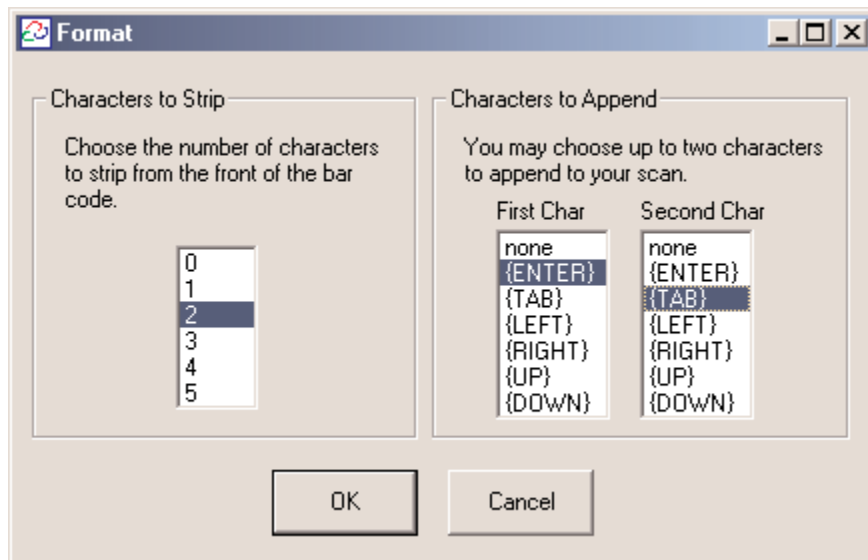 Format
Characters to Strip
Choose the number of characters
to strip from the front of the bar
code.
0
1
2
3
4
5
Characters to Append
You may choose up to two characters
to append to your scan.
First Char
none
{ENTER}
{TAB}
{LEFT}
{RIGHT}
{UP}
{DOWN}
Second Char
none
{ENTER}
{TAB}
{LEFT}
{RIGHT}
{UP}
{DOWN}
OK
Cancel